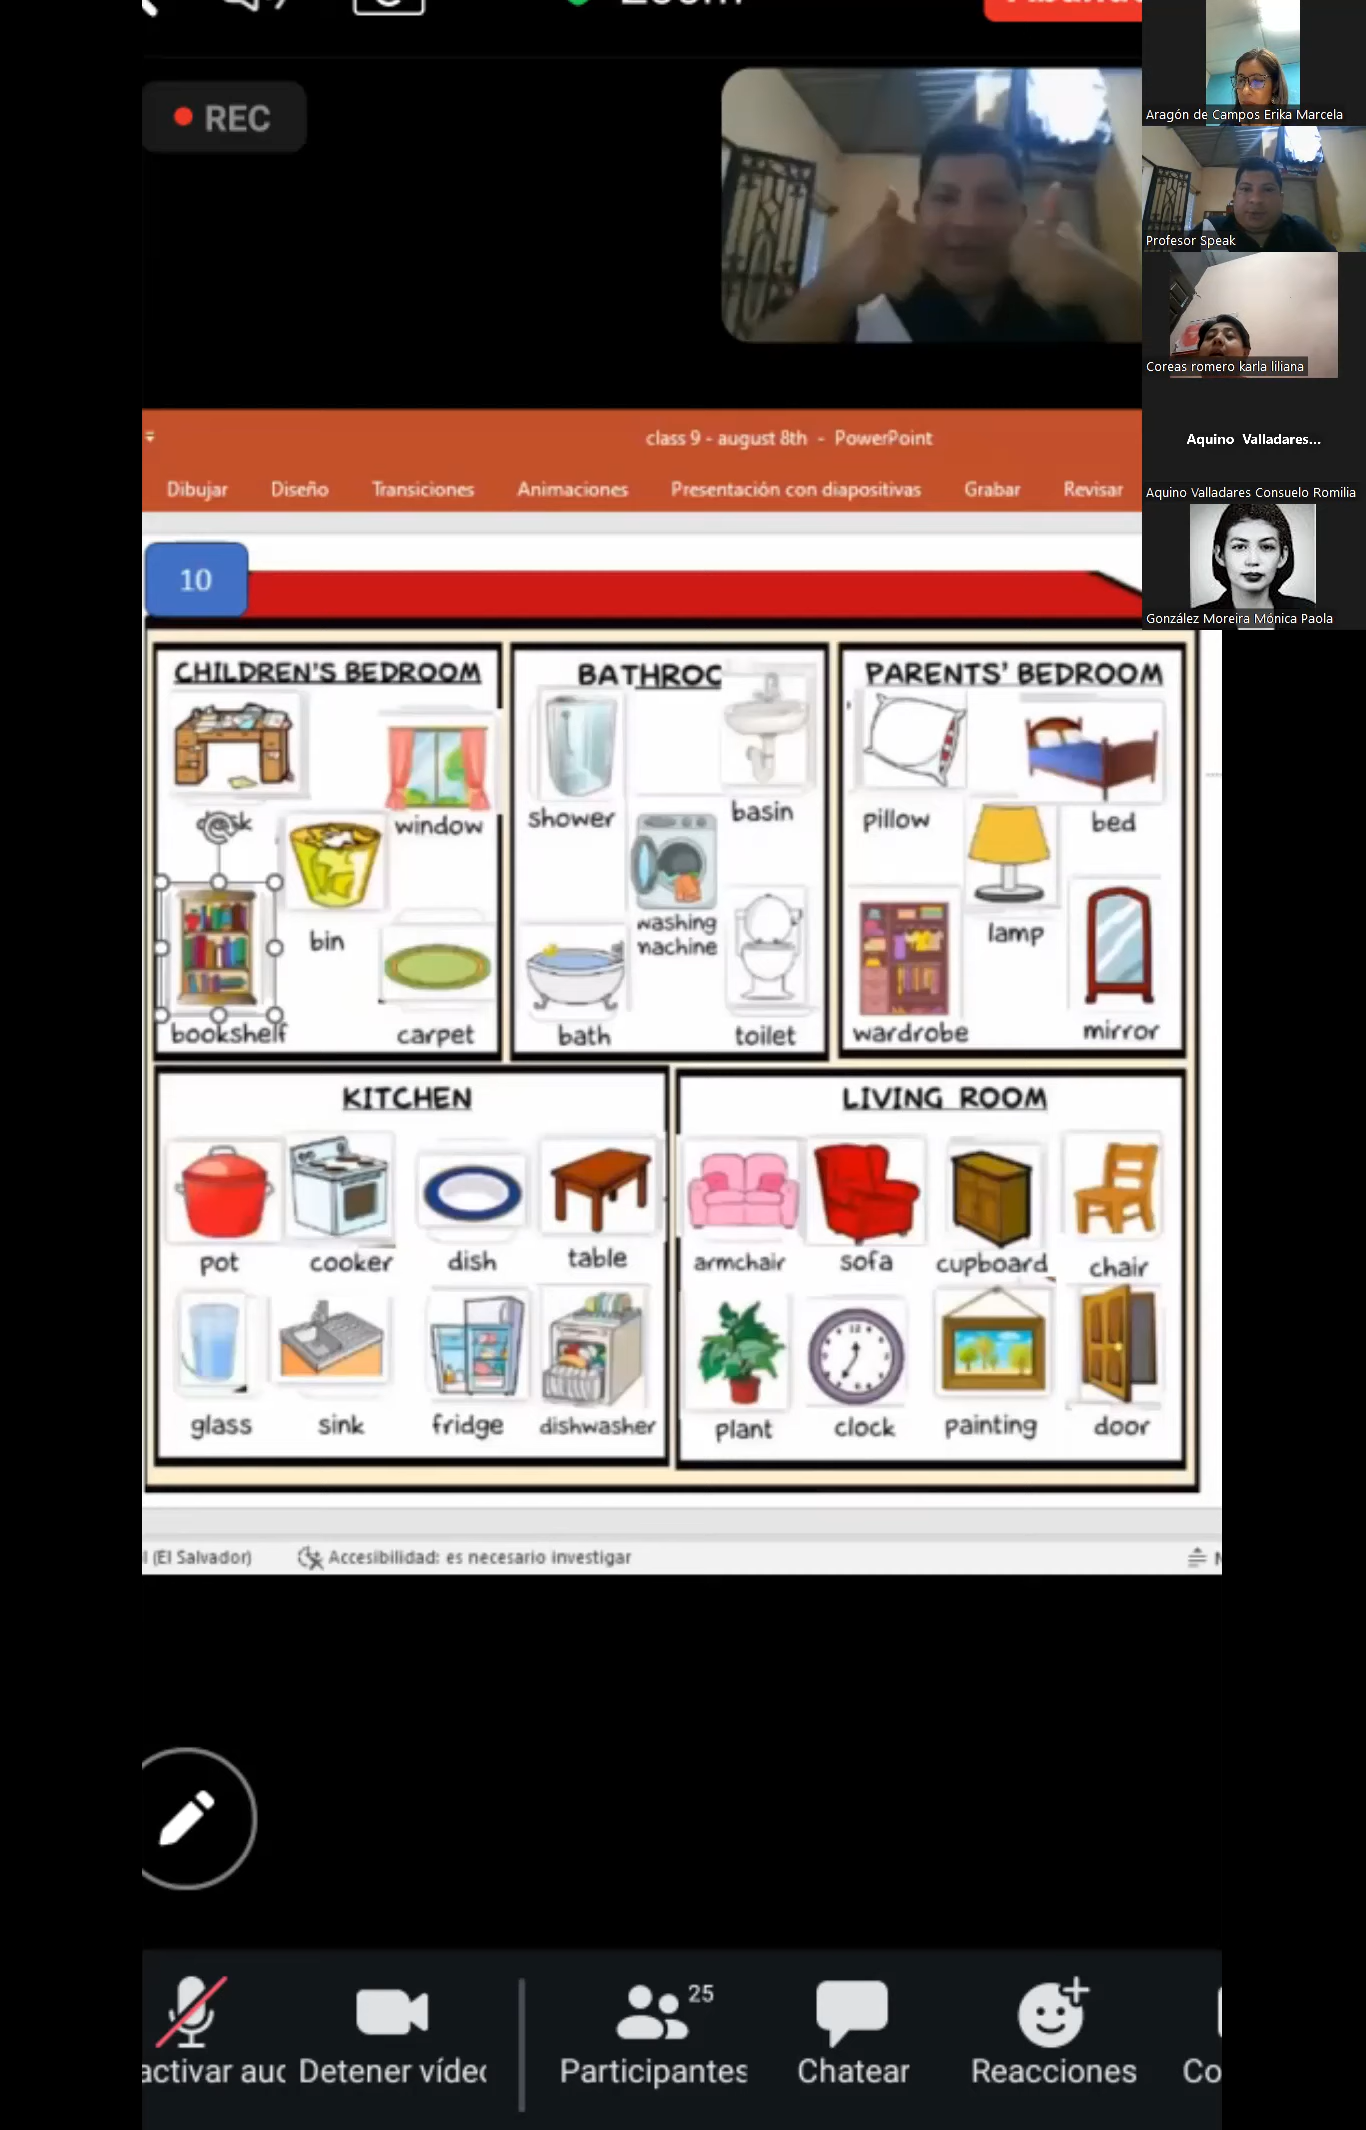 Zoom
REC
Aragón de Campos Erika Marcela
Profesor Speak
Coreas romero karla liliana
Aquino Valladares...
Aquino Valladares Consuelo Romilia
González Moreira Mónica Paola
class 9 - august 8th - PowerPoint
Dibujar Diseño Transiciones Animaciones Presentación con diapositivas Grabar Revisar
10
CHILDREN'S BEDROOM
window
bin
bookshelf
carpet
BATHROO
shower
basin
washing
machine
bath
toilet
PARENTS' BEDROOM
pillow
bed
lamp
wardrobe
mirror
KITCHEN
pot cooker dish table
glass sink fridge dishwasher
LIVING ROOM
armchair sofa cupboard chair
plant clock painting door
(El Salvador) Accesibilidad: es necesario investigar
25
activar Detener Participantes Chatear Reacciones